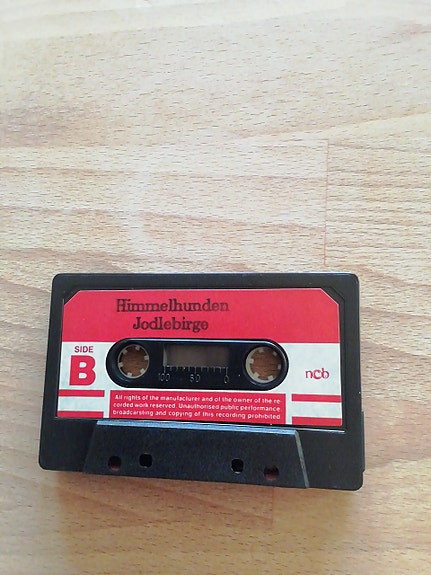 Himmelhunden
Jodlebirge
SIDE
B
100 50 0
ncb
All rights of the manufacturer and of the owner of the re
corded work reserved. Unauthorised public performance
broadcarsting and copying of this recording prohibited